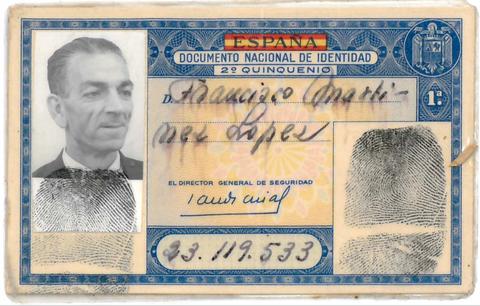 ESPAÑA
DOCUMENTO NACIONAL DE IDENTIDAD
2º QUINQUENIO
D. Francisco Marti-
nez Lopez
1ª
EL DIRECTOR GENERAL DE SEGURIDAD
23.119.533